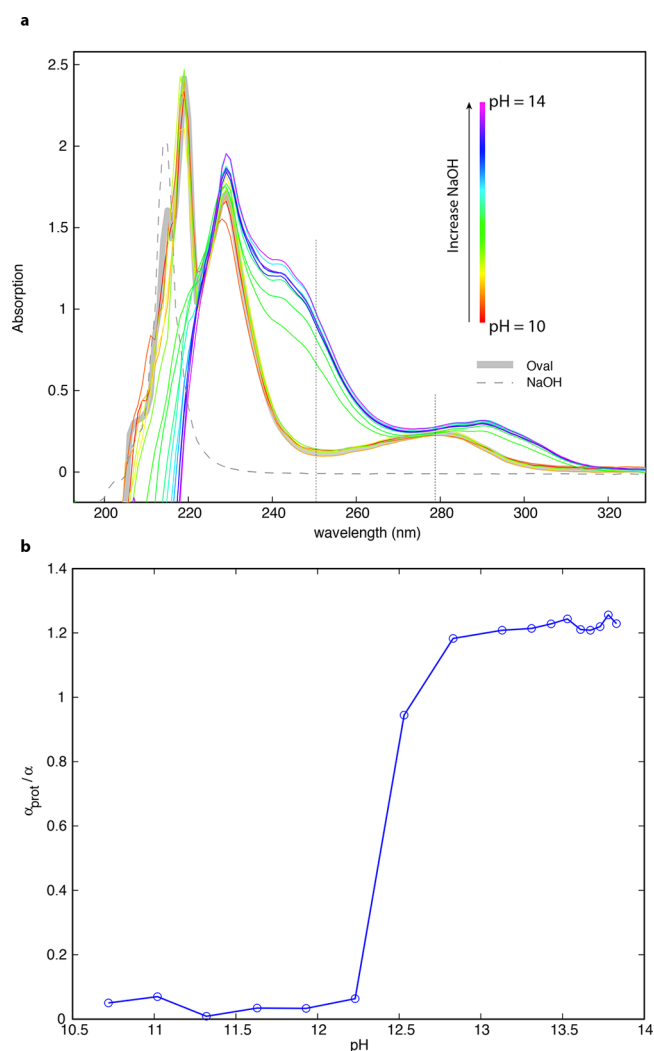 a
2.5
2
1.5
1
0.5
0
Absorption
pH = 14
Increase NaOH
pH = 10
Oval
NaOH
200 220 240 260 280 300 320
wavelength (nm)
b
1.4
1.2
1
0.8
0.6
0.4
0.2
0
αprot / α
10.5 11 11.5 12 12.5 13 13.5 14
pH